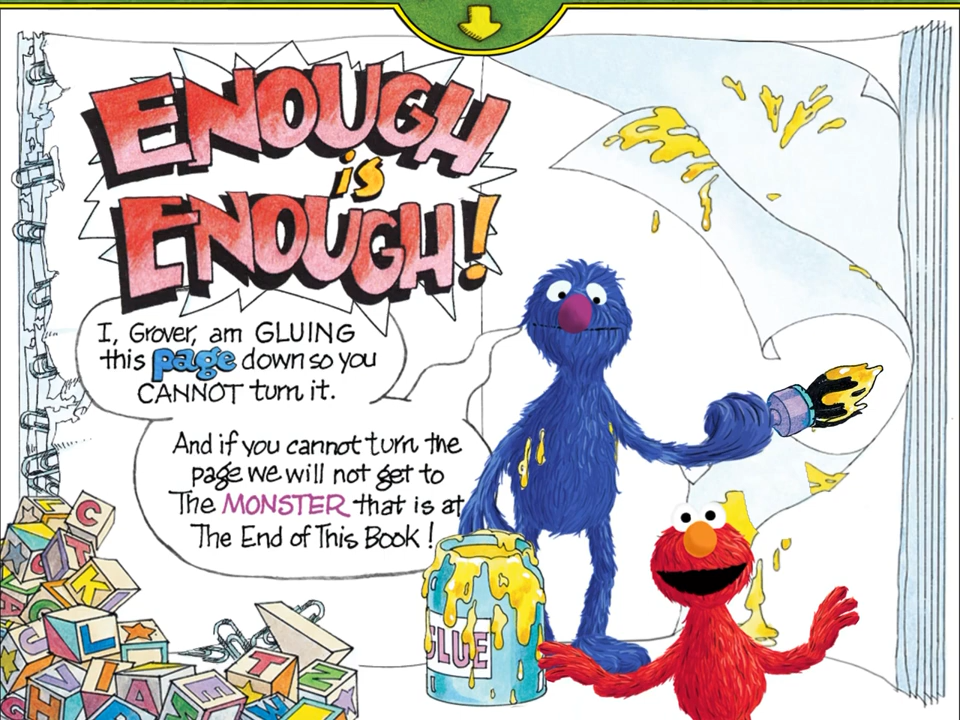 ENOUGH
is
ENOUGH!
I, Grover, am GLUING
this page down so you
CANNOT turn it.
And if you cannot turn the
page we will not get to
The MONSTER that is at
The End of This Book!
GLUE
C
T
K
L
T
N
V
I
A
M
E
H